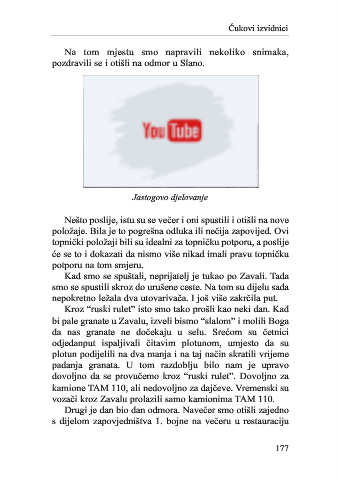 Čukovi izvidnici
Na tom mjestu smo napravili nekoliko snimaka,
pozdravili se i otišli na odmor u Slano.
YouTube
Jastogovo djelovanje
Nešto poslije, istu su se večer i oni spustili i otišli na nove
položaje. Bila je to pogrešna odluka ili nečija zapovijed. Ovi
topnički položaji bili su idealni za topničku potporu, a poslije
će se to i dokazati da nismo više nikad imali pravu topničku
potporu na tom smjeru.
Kad smo se spuštali, neprijatelj je tukao po Zavali. Tada
smo se spustili skroz do urušene ceste. Na tom su dijelu sada
nepokretno ležala dva utovarivača. I još više zakrčila put.
Kroz “ruski rulet” isto smo tako prošli kao neki dan. Kad
bi pale granate u Zavalu, izveli bismo “slalom” i molili Boga
da nas granate ne dočekaju u selu. Srećom su četnici
odjedanput ispaljivali čitavim plotunom, umjesto da su
plotun podijelili na dva manja i na taj način skratili vrijeme
padanja granata. U tom razdoblju bilo nam je upravo
dovoljno da se provučemo kroz “ruski rulet”. Dovoljno za
kamione TAM 110, ali nedovoljno za dajčeve. Vremenski su
vozači kroz Zavalu prolazili samo kamionima TAM 110.
Drugi je dan bio dan odmora. Navečer smo otišli zajedno
s dijelom zapovjedništva 1. bojne na večeru u restauraciju
177